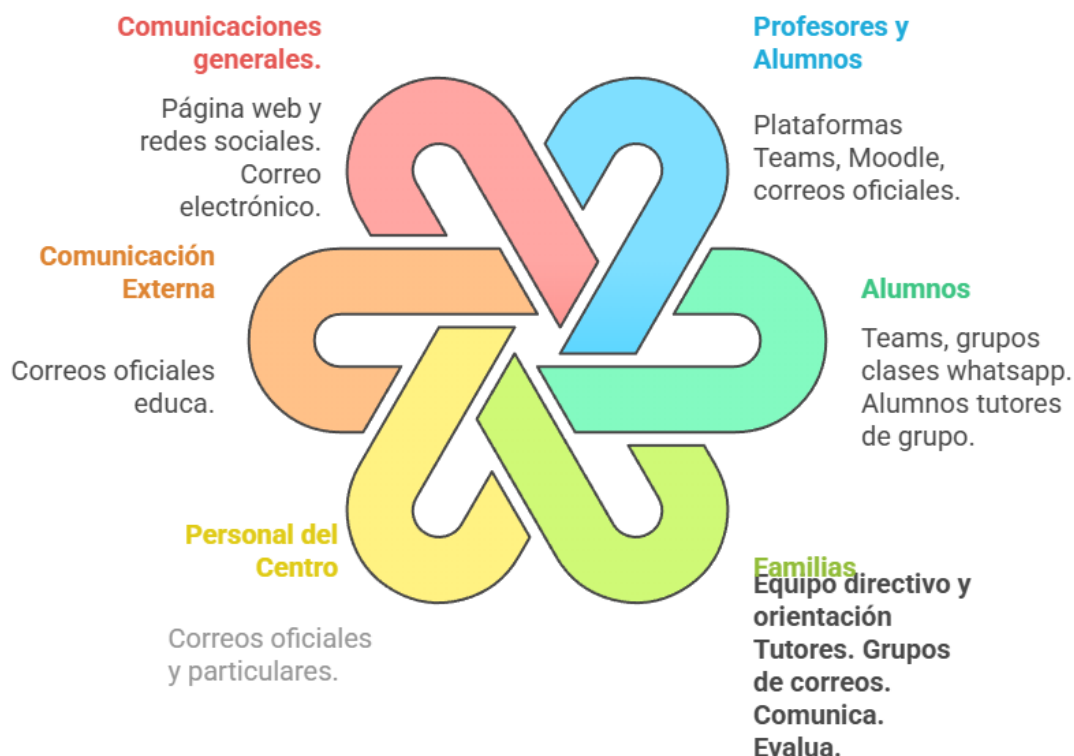 Comunicaciones
generales.
Página web y
redes sociales.
Correo
electrónico.
Profesores y
Alumnos
Plataformas
Teams, Moodle,
correos oficiales.
Comunicación
Externa
Correos oficiales
educa.
Alumnos
Teams, grupos
clases whatsapp.
Alumnos tutores
de grupo.
Personal del
Centro
Correos oficiales
y particulares.
Familias
Equipo directivo y
orientación
Tutores. Grupos
de correos.
Comunica.
Evalua.